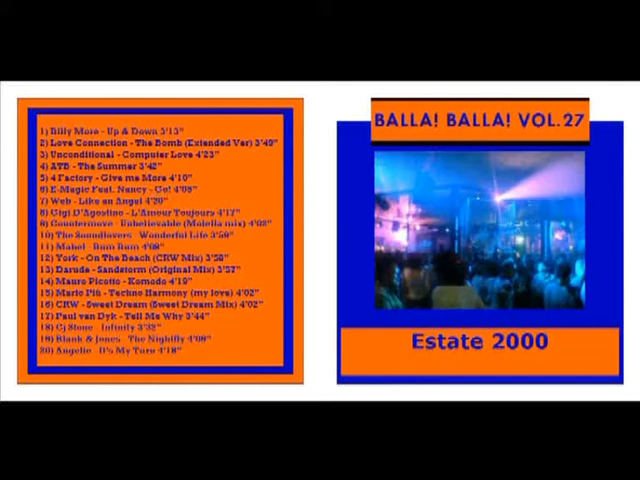 1) Billy More - Up & Down 3'13"
2) Love Connection - The Bomb (Extended Ver) 3'49"
3) Unconditional - Computer Love 4'23"
4) ATB - The Summer 3'42"
5) 4 Factory - Give me More 4'10"
6) E-Magic Feat. Nancy - Go! 4'08"
7) Web - Like an Angel 4'20"
8) Gigi D'Agostino - L'Amour Toujours 4'17"
9) Countermove - Unbelievable (Maiella mix) 4'02"
10) The Soundlovers - Wonderful Life 3'59"
11) Mabel - Bum Bum 4'08"
12) York - On The Beach (CRW Mix) 3'58"
13) Darude - Sandstorm (Original Mix) 3'57"
14) Mauro Picotto - Komodo 4'19"
15) Mario Più - Techno Harmony (my love) 4'02"
16) CRW - Sweet Dream (Sweet Dream Mix) 4'02"
17) Paul van Dyk - Tell Me Why 3'44"
18) Cj Stone - Infinity 3'32"
19) Blank & Jones - The Nightfly 4'08"
20) Angelic - It's My Turn 4'18"
BALLA! BALLA! VOL.27
Estate 2000